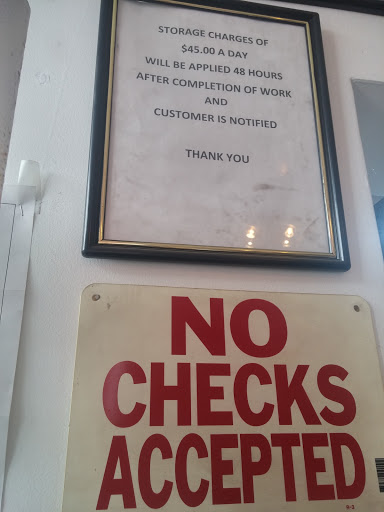 STORAGE CHARGES OF
$45.00 A DAY
WILL BE APPLIED 48 HOURS
AFTER COMPLETION OF WORK
AND
CUSTOMER IS NOTIFIED
THANK YOU
NO
CHECKS
ACCEPTED